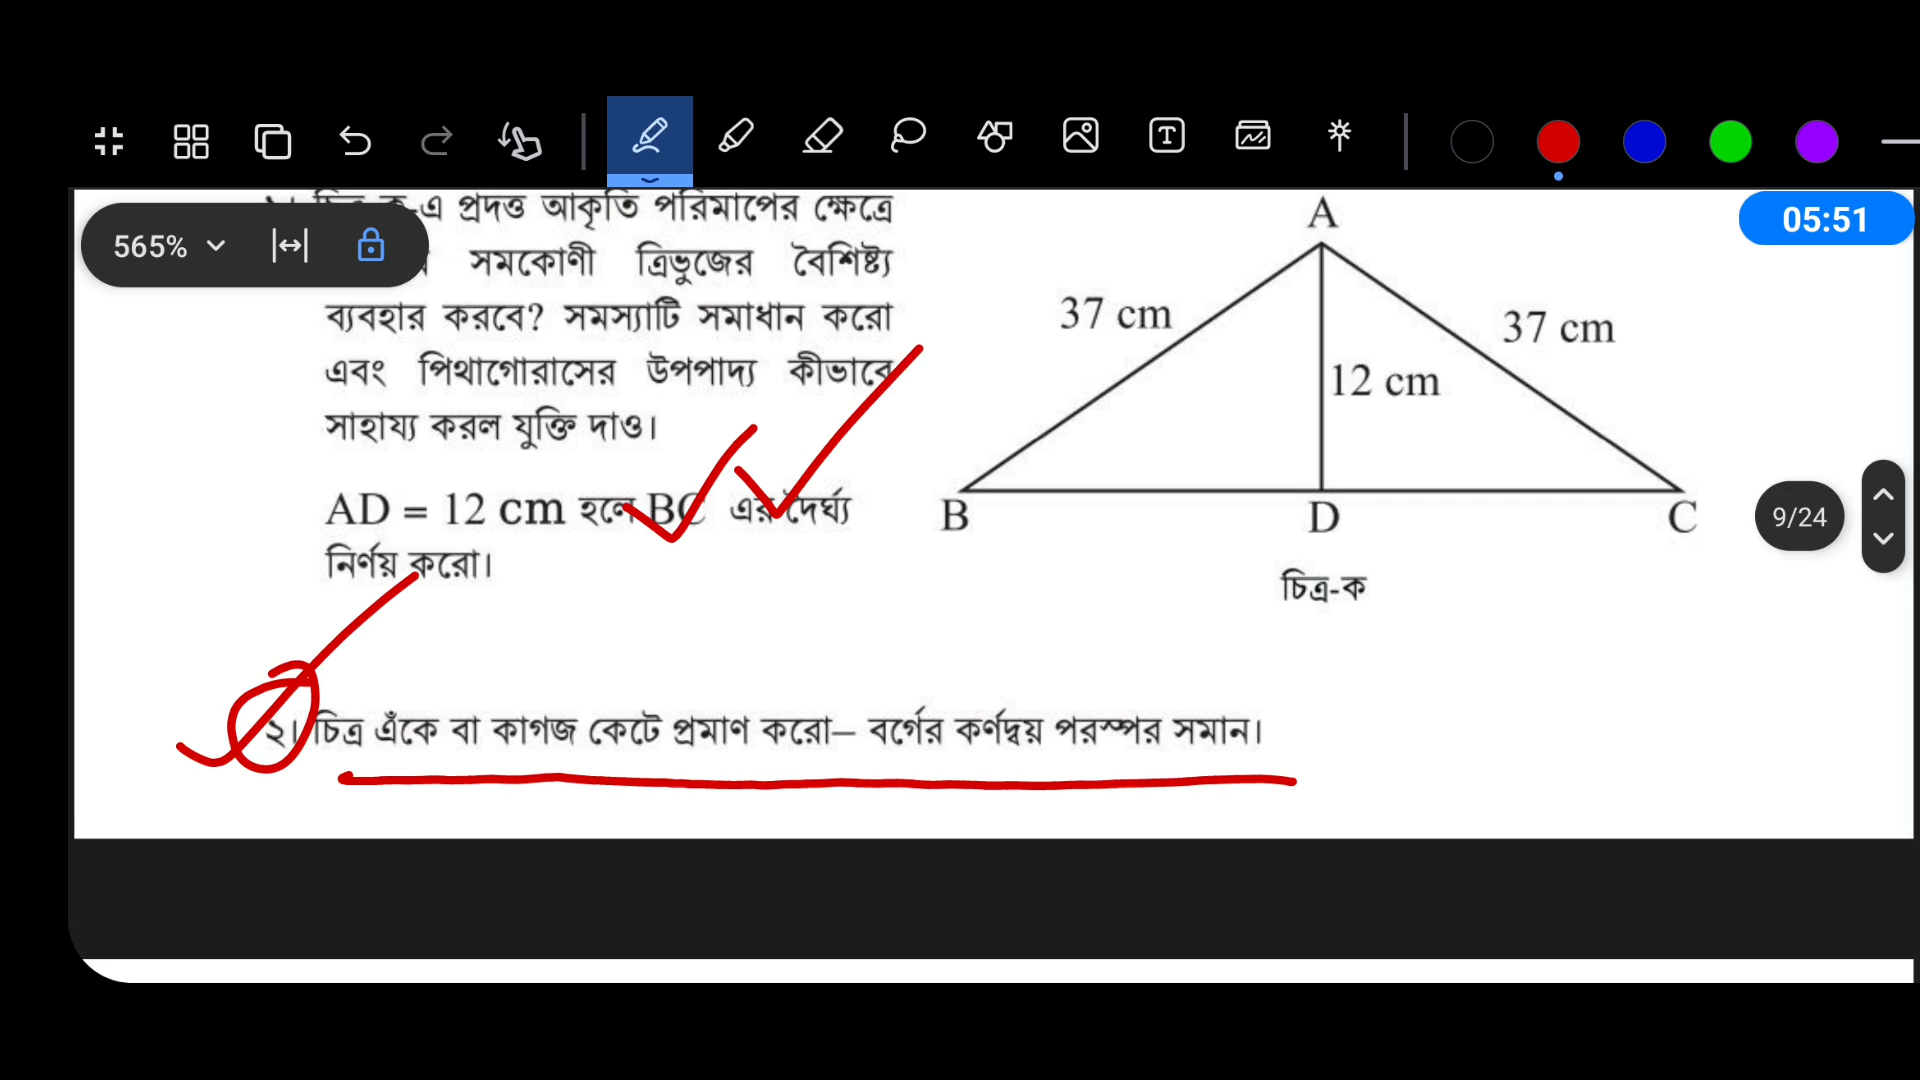 565%
05:51
ক-এ প্রদত্ত আকৃতি পরিমাপের ক্ষেত্রে
সমকোণী ত্রিভুজের বৈশিষ্ট্য
ব্যবহার করবে? সমস্যাটি সমাধান করো
এবং পিথাগোরাসের উপপাদ্য কীভাবে
সাহায্য করল যুক্তি দাও।
AD = 12 cm হলে BC এর দৈর্ঘ্য
নির্ণয় করো।
A
37 cm
37 cm
12 cm
B
D
C
চিত্র-ক
9/24
২। চিত্র এঁকে বা কাগজ কেটে প্রমাণ করো– বর্গের কর্ণদ্বয় পরস্পর সমান।